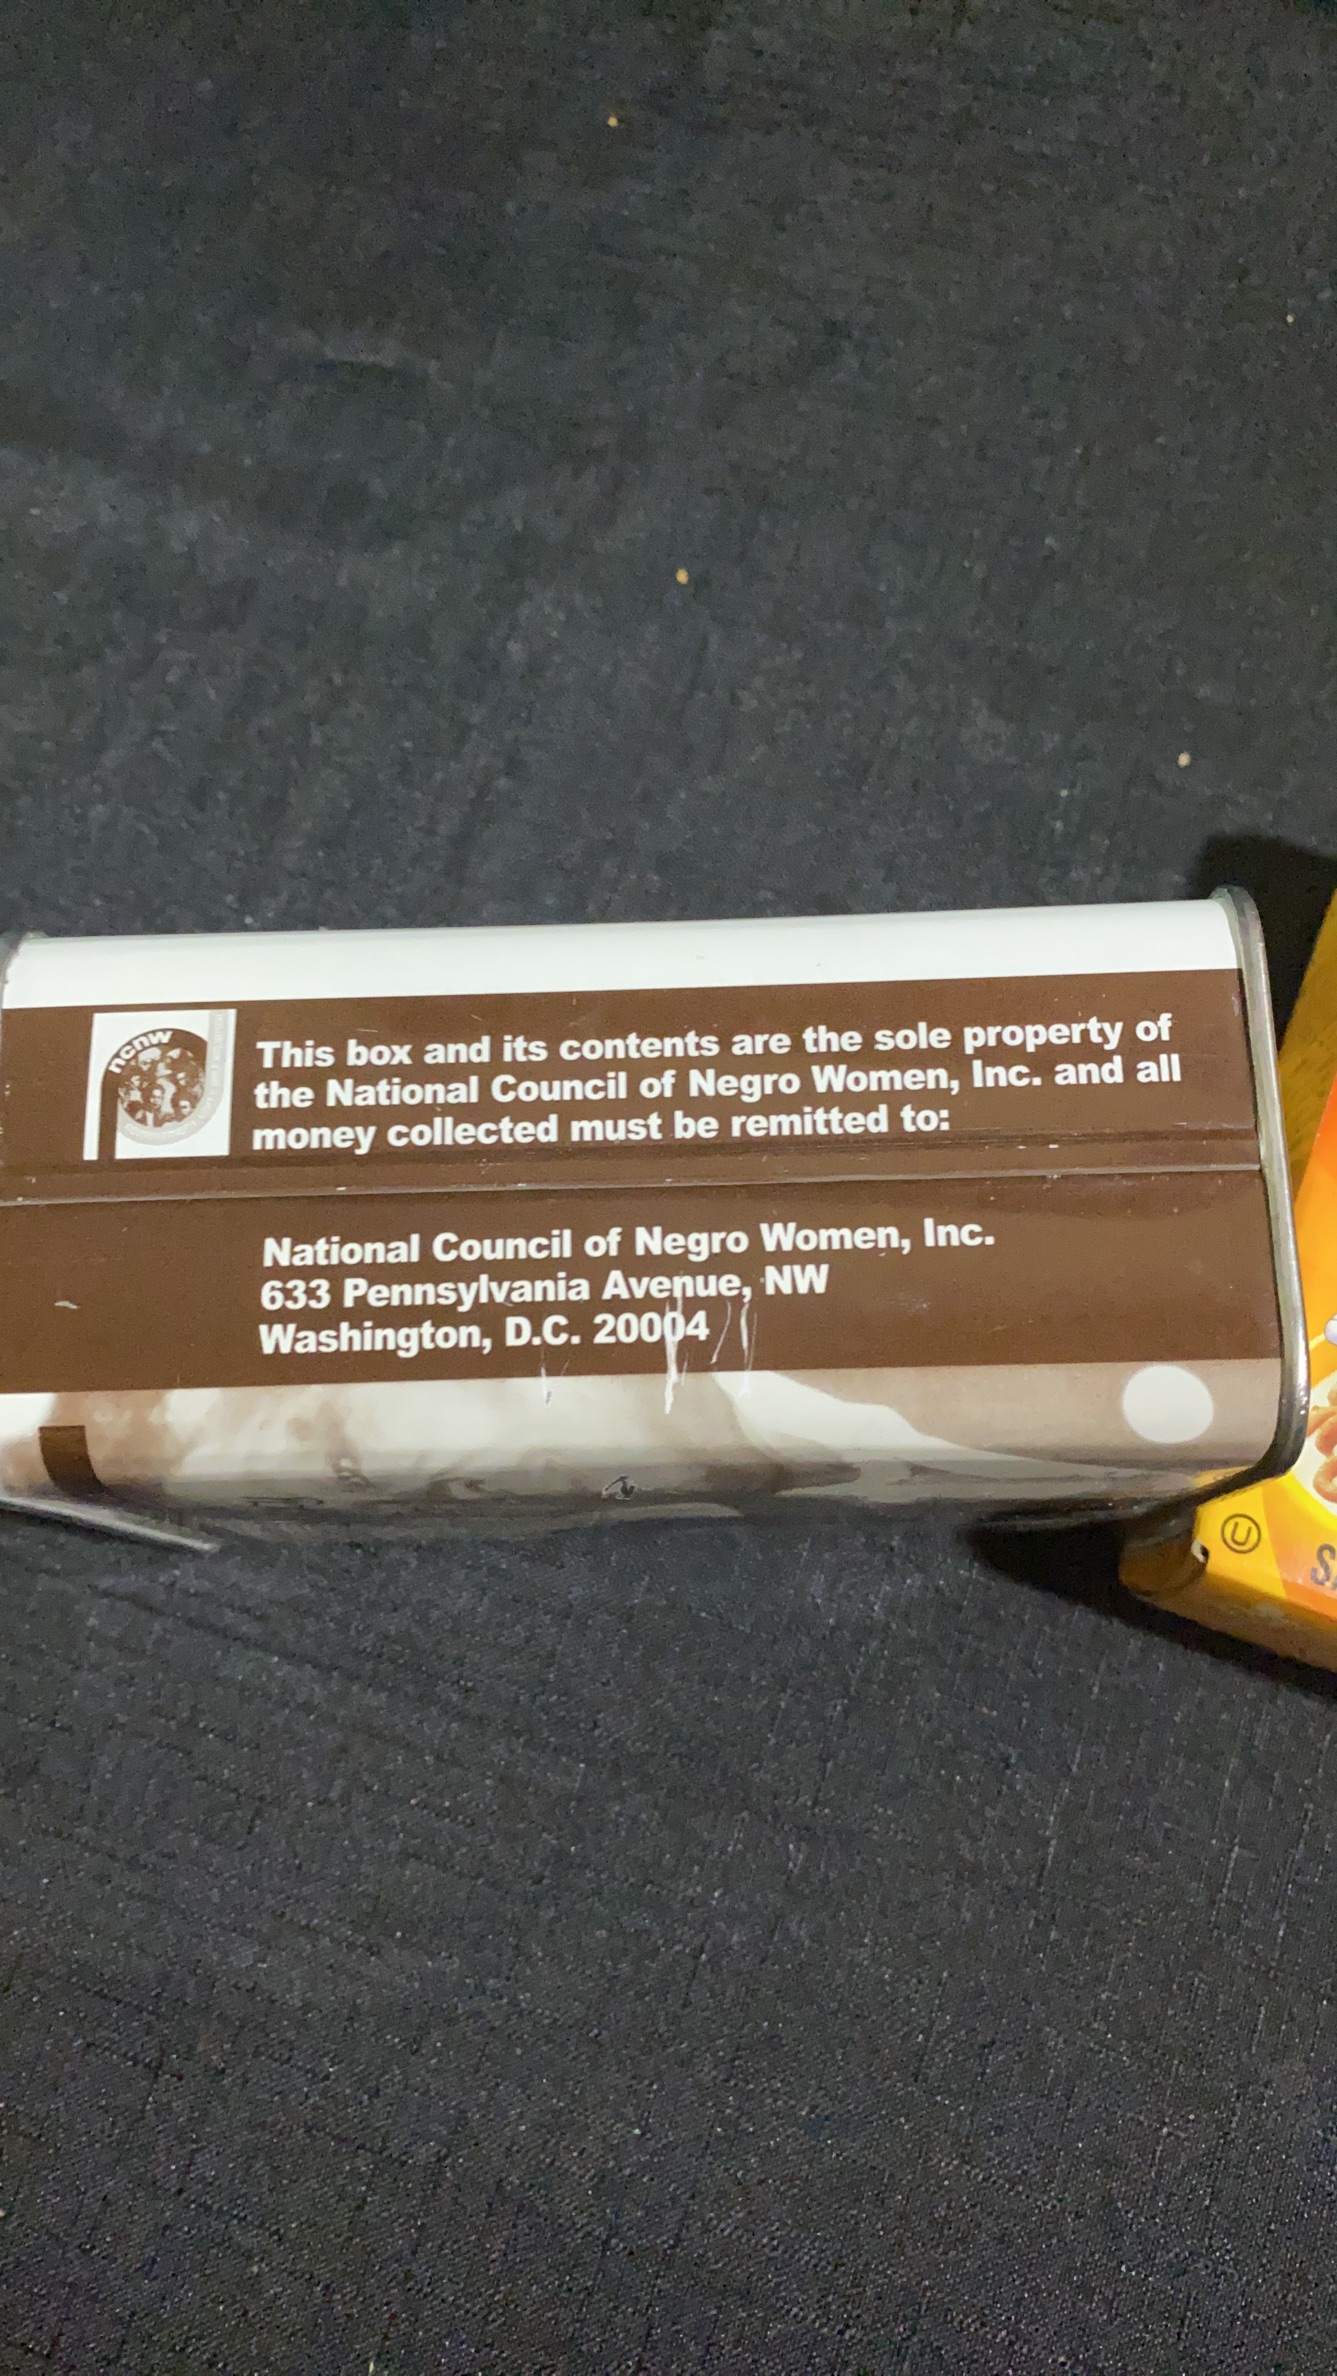 ncnw
This box and its contents are the sole property of
the National Council of Negro Women, Inc. and all
money collected must be remitted to:
National Council of Negro Women, Inc.
633 Pennsylvania Avenue, NW
Washington, D.C. 20004
U